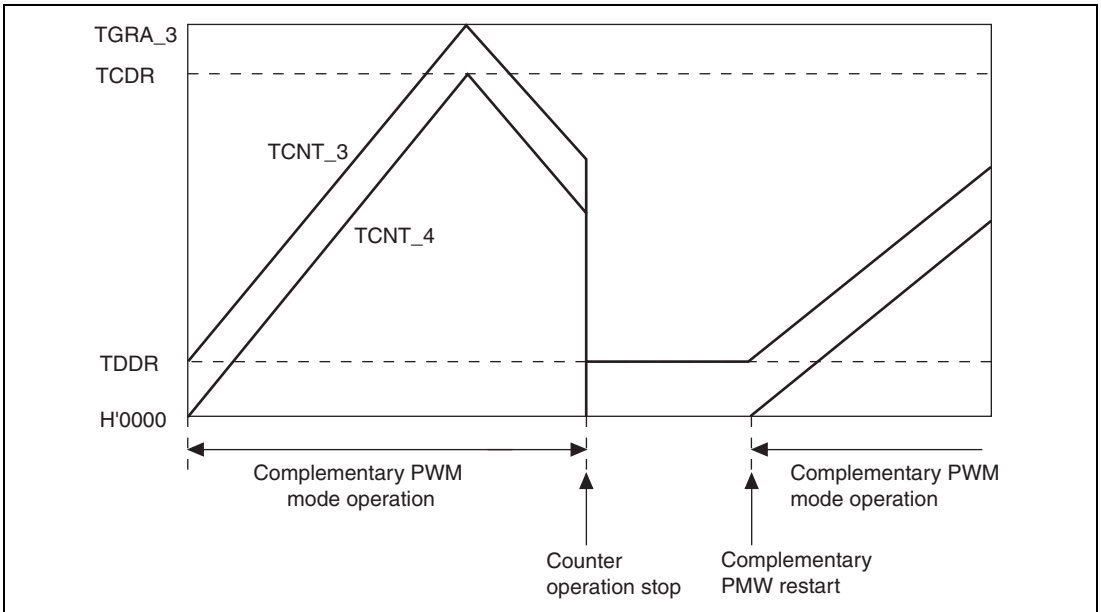 TGRA_3
TCDR
TCNT_3
TCNT_4
TDDR
H'0000
Complementary PWM
mode operation
Complementary PWM
mode operation
Counter
operation stop
Complementary
PMW restart